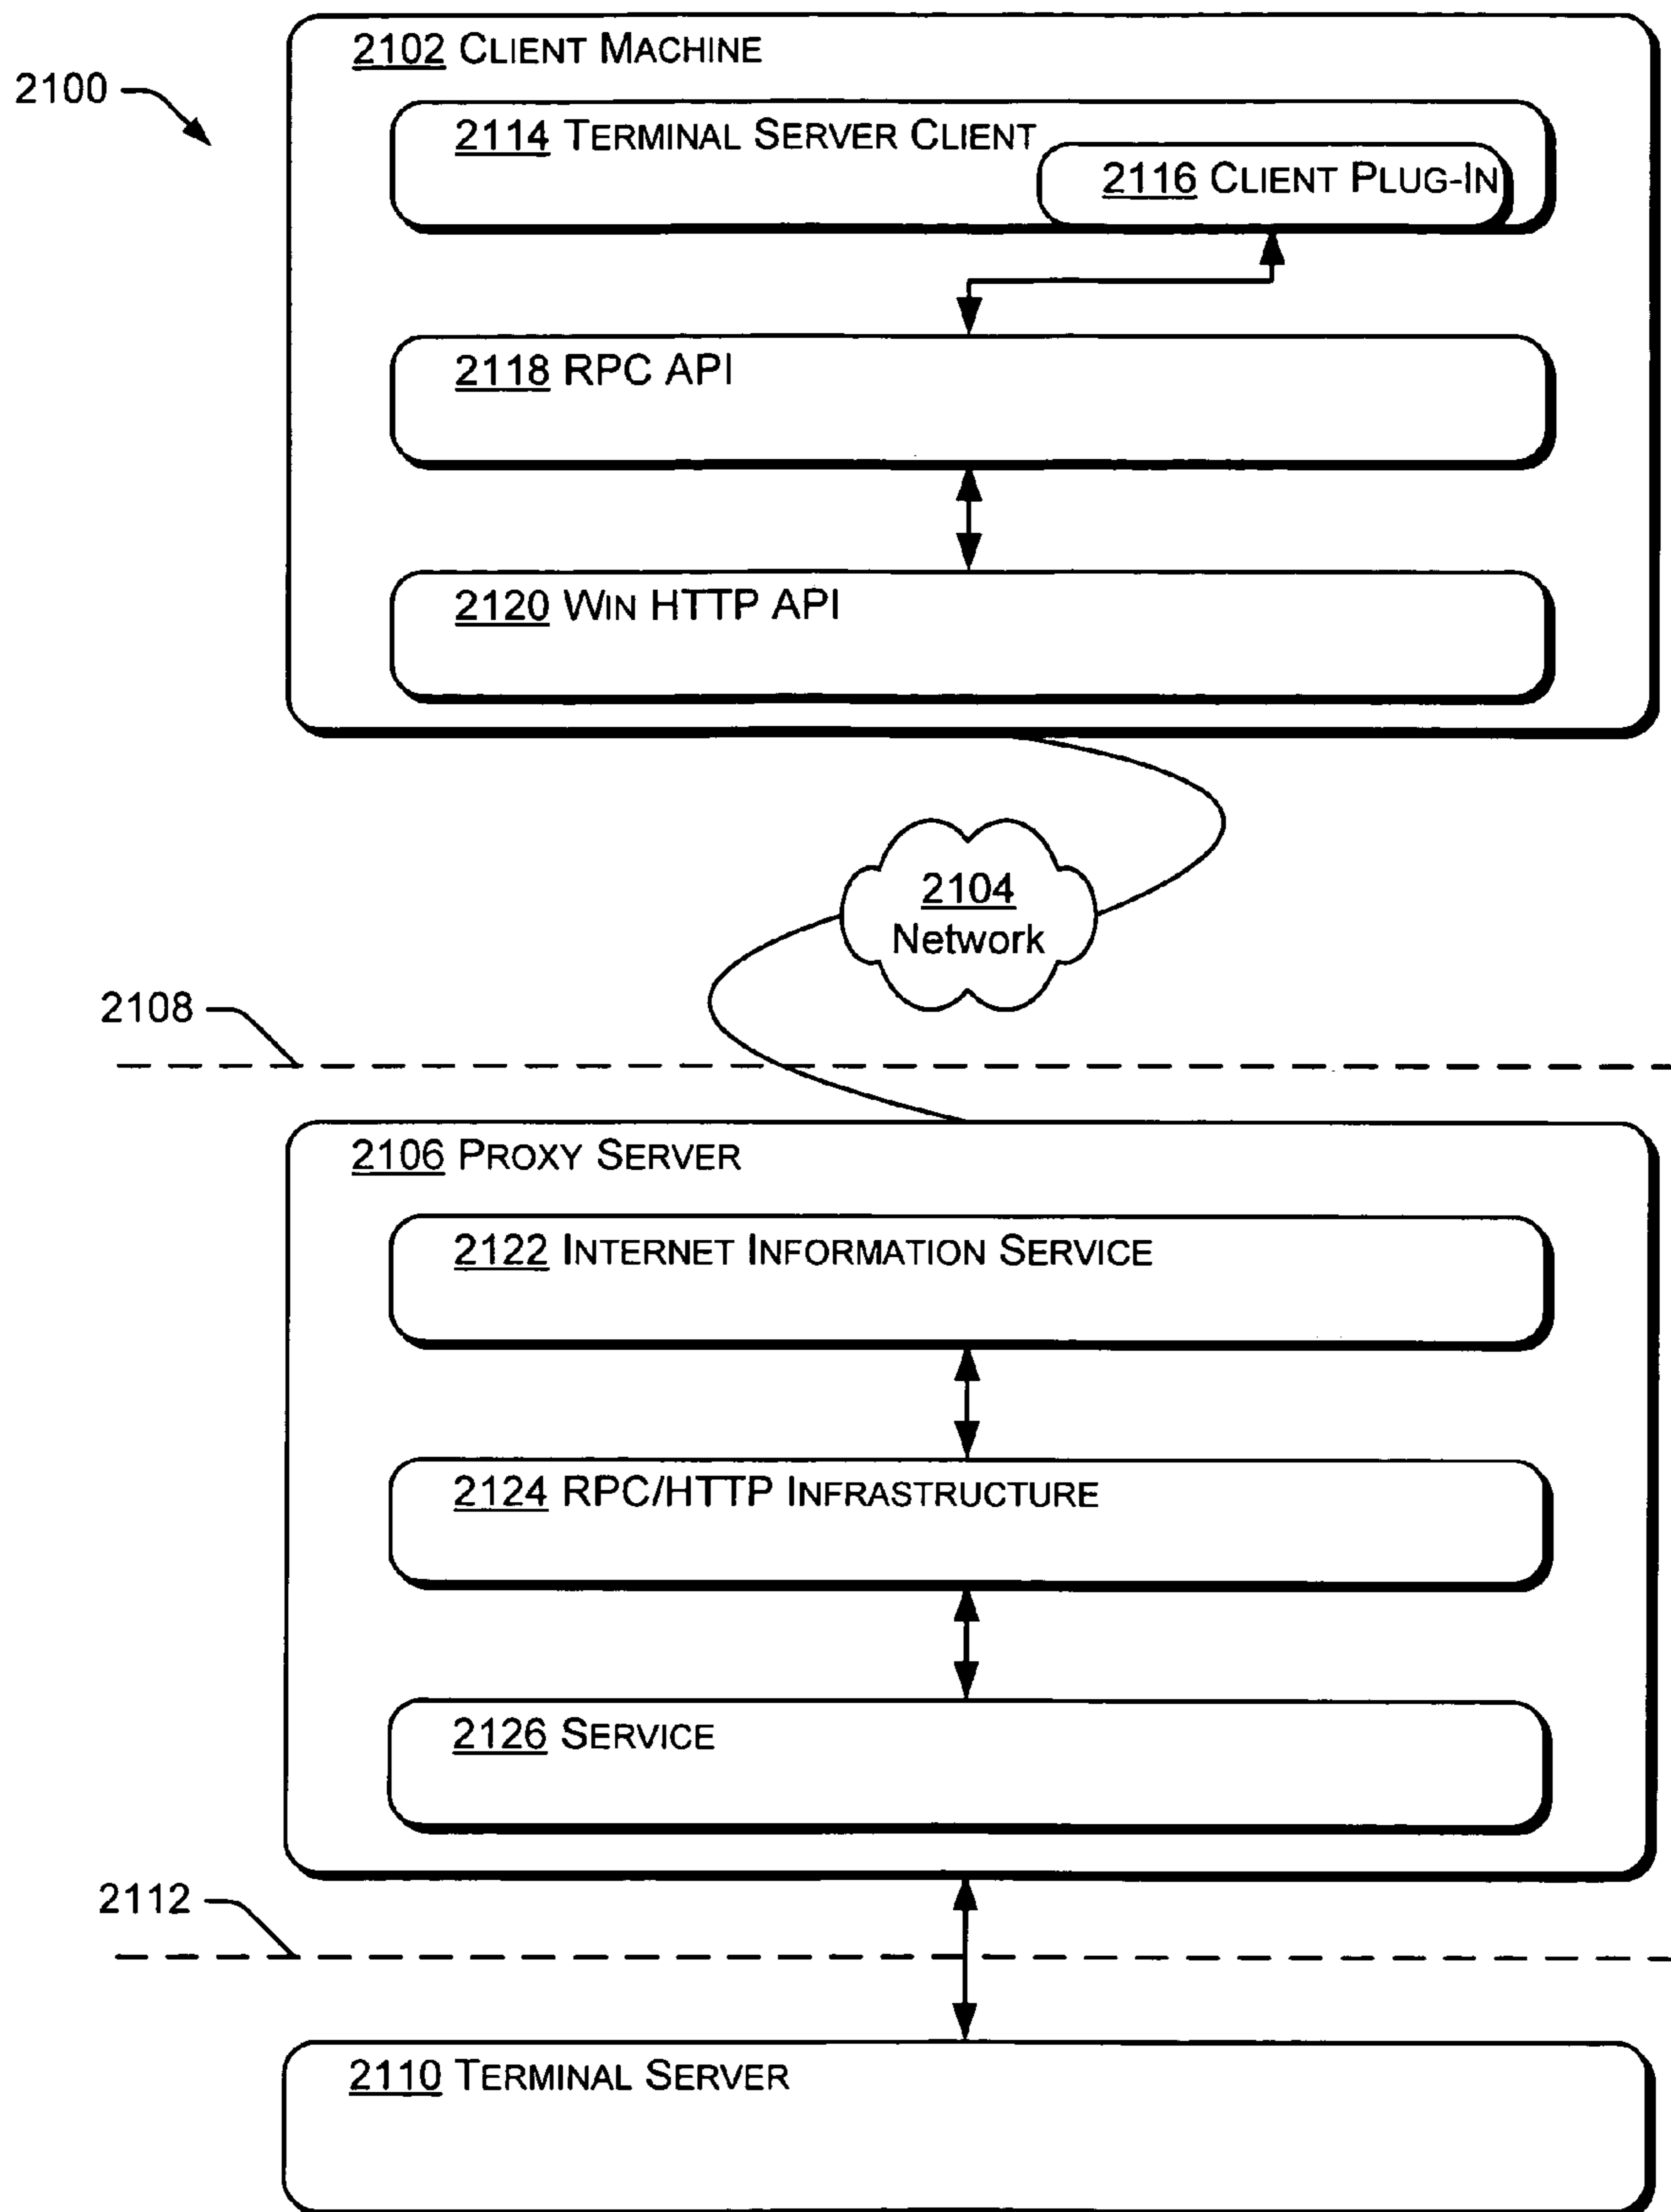 2102 CLIENT MACHINE
2100
2114 TERMINAL SERVER CLIENT
2116 CLIENT PLUG-IN
2118 RPC API
2120 WIN HTTP API
2104
Network
2108
2106 PROXY SERVER
2122 INTERNET INFORMATION SERVICE
2124 RPC/HTTP INFRASTRUCTURE
2126 SERVICE
2112
2110 TERMINAL SERVER